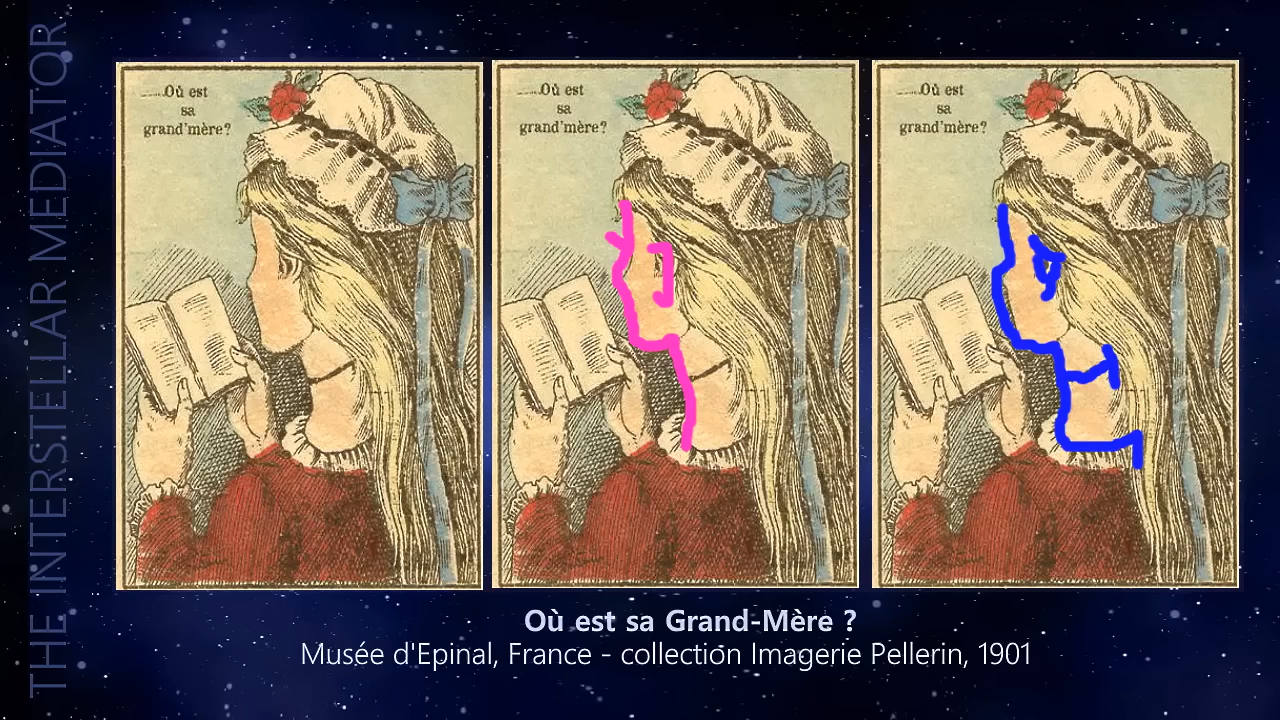 THE INTERSTELLAR MEDIATOR
......Où est
sa
grand'mère?
......Où est
sa
grand'mère?
......Où est
sa
grand'mère?
Où est sa Grand-Mère ?
Musée d'Epinal, France - collection Imagerie Pellerin, 1901